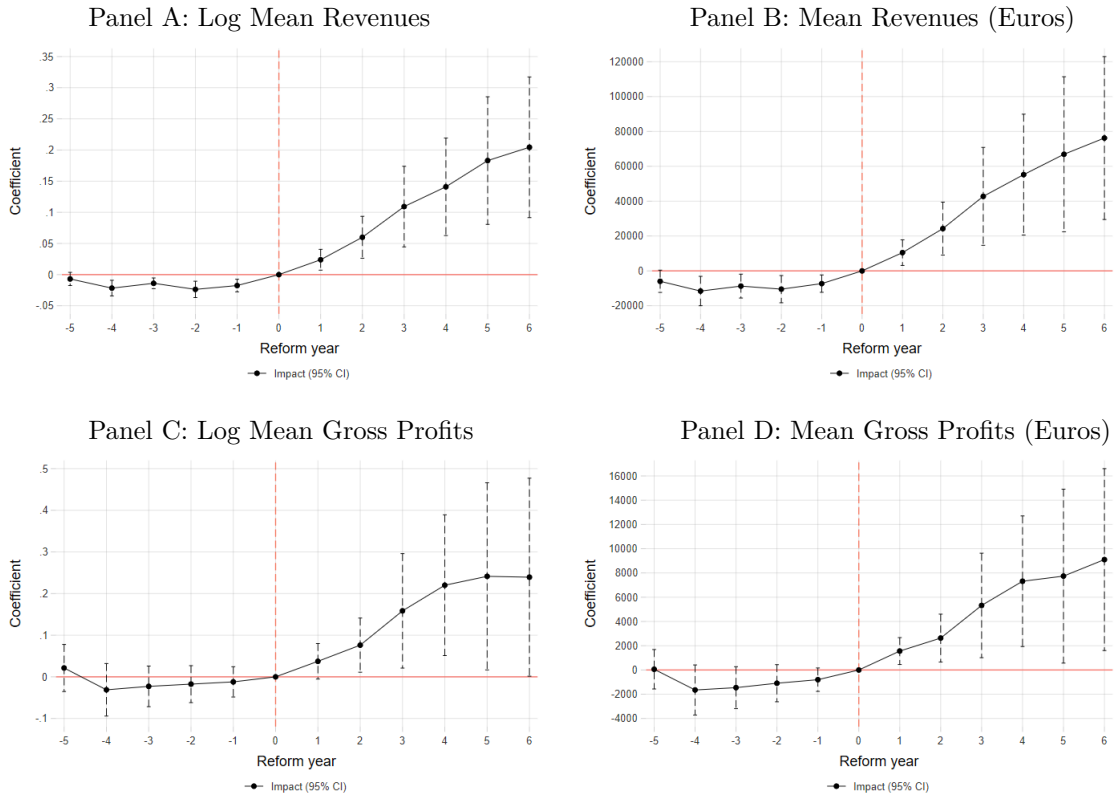 Panel A: Log Mean Revenues
Coefficient
.35
.3
.25
.2
.15
.1
.05
0
-.05
-5 -4 -3 -2 -1 0 1 2 3 4 5 6
Reform year
Impact (95% CI)
Panel B: Mean Revenues (Euros)
Coefficient
120000
100000
80000
60000
40000
20000
0
-20000
-5 -4 -3 -2 -1 0 1 2 3 4 5 6
Reform year
Impact (95% CI)
Panel C: Log Mean Gross Profits
Coefficient
.5
.4
.3
.2
.1
0
-.1
-5 -4 -3 -2 -1 0 1 2 3 4 5 6
Reform year
Impact (95% CI)
Panel D: Mean Gross Profits (Euros)
Coefficient
16000
14000
12000
10000
8000
6000
4000
2000
0
-2000
-4000
-5 -4 -3 -2 -1 0 1 2 3 4 5 6
Reform year
Impact (95% CI)